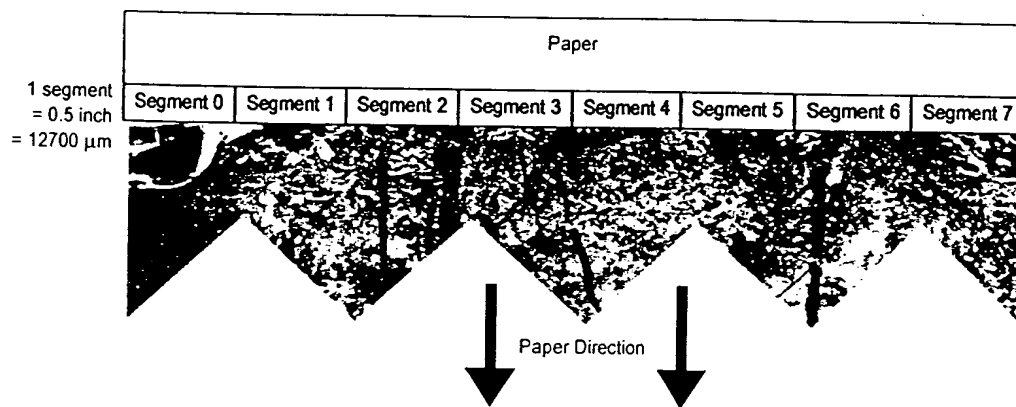 Paper
1 segment
= 0.5 inch
= 12700 µm
Segment 0 Segment 1 Segment 2 Segment 3 Segment 4 Segment 5 Segment 6 Segment 7
Paper Direction